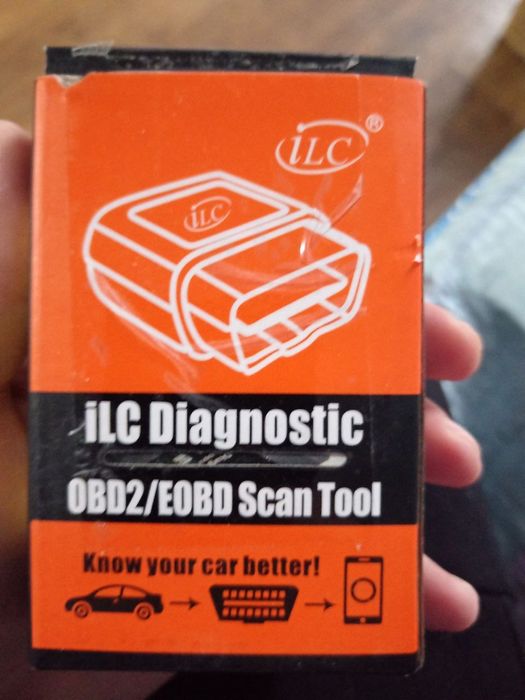 iLC®
iLC
iLC Diagnostic
OBD2/EOBD Scan Tool
Know your car better!